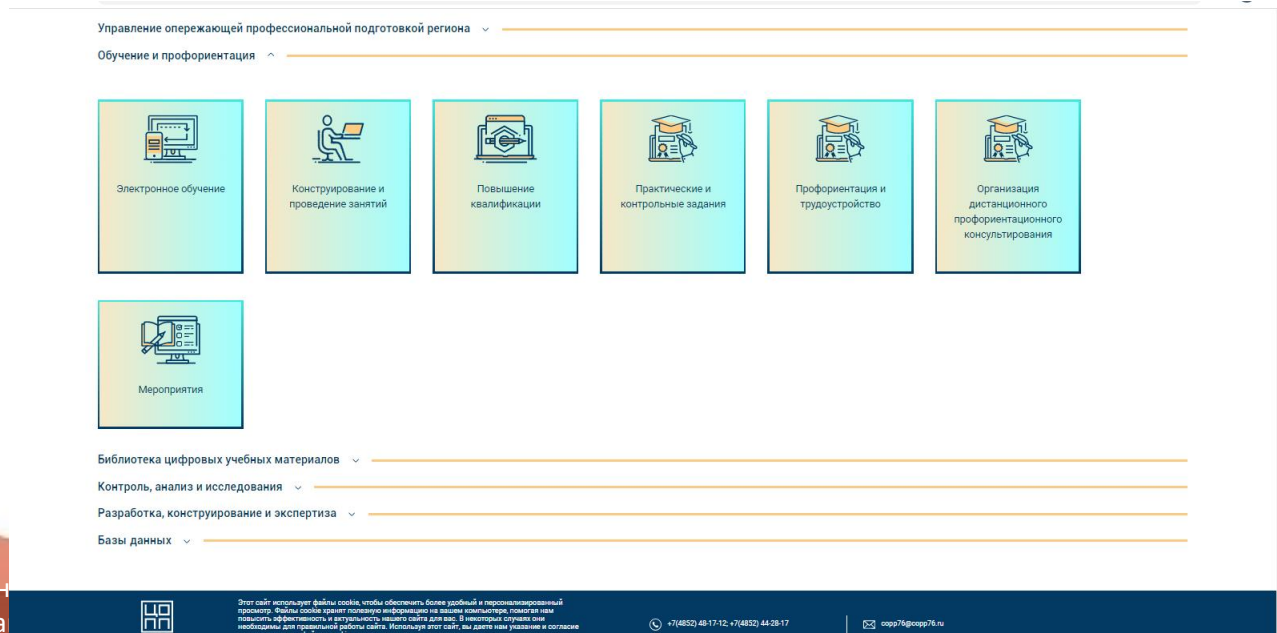 Управление опережающей профессиональной подготовкой региона
Обучение и профориентация
Электронное обучение
Конструирование и
проведение занятий
Повышение
квалификации
Практические и
контрольные задания
Профориентация и
трудоустройство
Организация
дистанционного
профориентационного
консультирования
Мероприятия
Библиотека цифровых учебных материалов
Контроль, анализ и исследования
Разработка, конструирование и экспертиза
Базы данных
н
а
ЦО
ПП
Этот сайт использует файлы cookie, чтобы обеспечить более удобный и персонализированный
просмотр. Файлы cookie хранят полезную информацию на вашем компьютере, помогая нам
повысить эффективность и актуальность нашего сайта для вас. В некоторых случаях они
необходимы для правильной работы сайта. Используя этот сайт, вы даете нам указание и согласие
+7(4852) 48-17-12; +7(4852) 44-28-17
copp76@copp76.ru